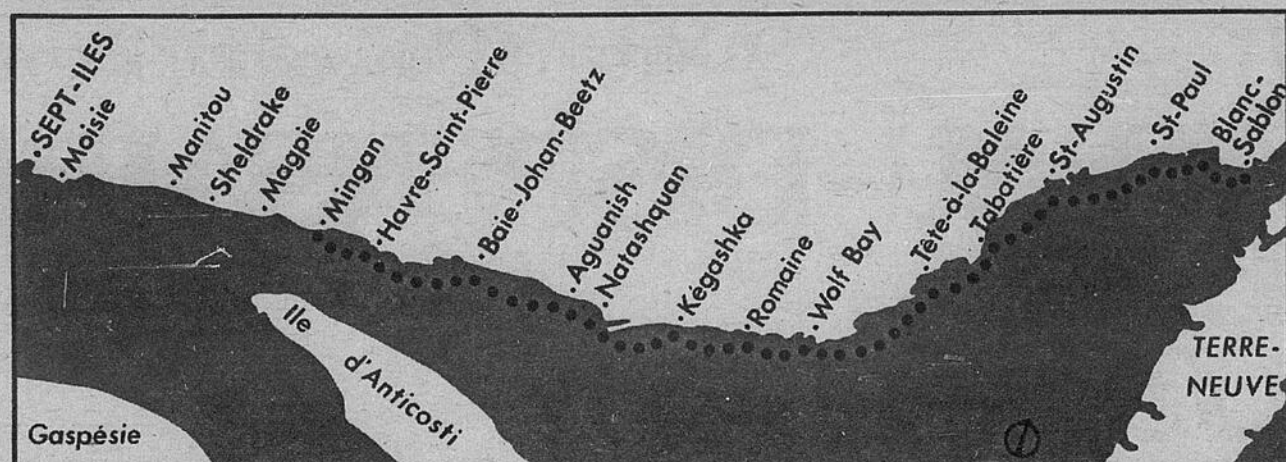 SEPT-ILES
Moisie
Manitou
Sheldrake
Magpie
Mingan
Havre-Saint-Pierre
Baie-Johan-Beetz
Aguanish
Natashquan
Kégashka
Romaine
Wolf Bay
Tête-à-la-Baleine
Tabatière
St-Augustin
St-Paul
Blanc-
Sablon
Ile
d'Anticosti
Gaspésie
TERRE-
NEUVE